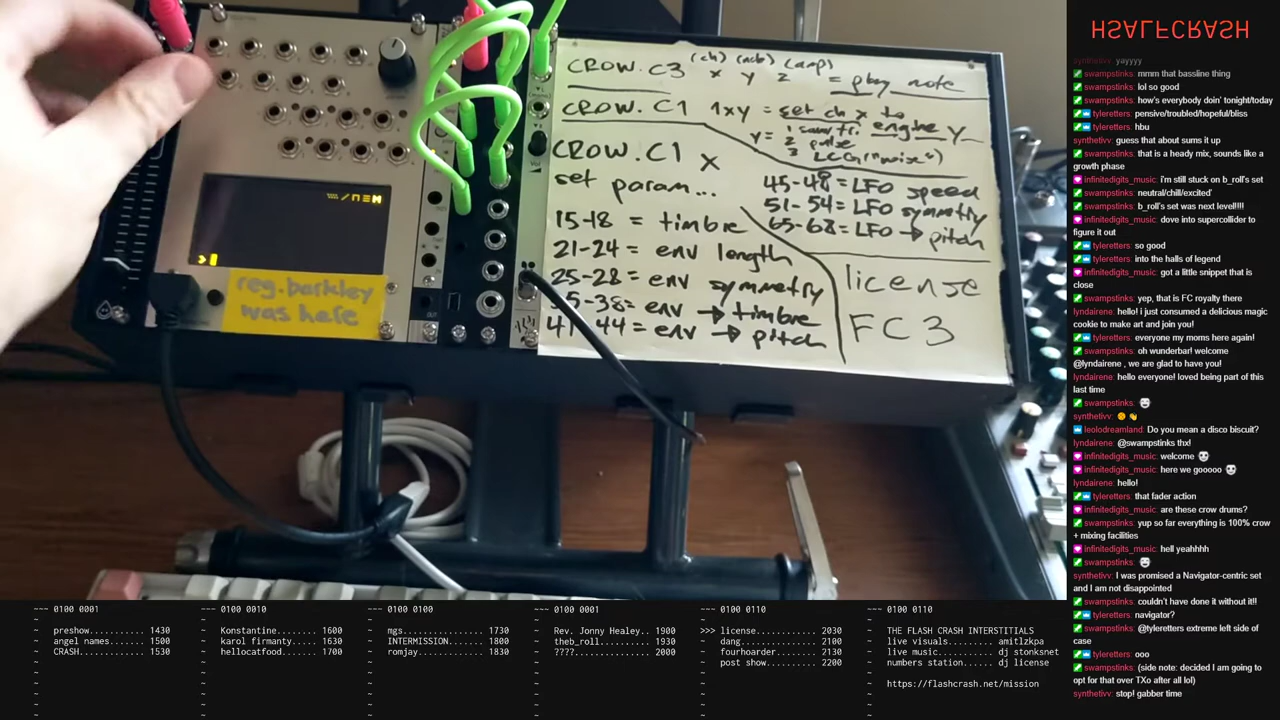 CROW.C3 x y z = play note
(ch) (nob) (amp)
CROW.C1 1xy = set ch x to engine y
y = 1 saw/tri
2 pulse
3 LCG ("noise")
CROW.C1 x
set param...
15-18 = timbre
21-24 = env length
25-28 = env symmetry
5-38 = env → timbre
41-44 = env → pitch
45-48 = LFO speed
51-54 = LFO symmetry
65-68 = LFO → pitch
license
FC3
reg.barkley
was hare
>
HSALFCRASH
synthetivv: yayyyy
swampstinks: mmm that bassline thing
swampstinks: lol so good
swampstinks: how's everybody doin' tonight/today
tyleretters: pensive/troubled/hopeful/bliss
tyleretters: hbu
synthetivv: guess that about sums it up
swampstinks: that is a heady mix, sounds like a
growth phase
infinitedigits_music: i'm still stuck on b_roll's set
swampstinks: neutral/chill/excited'
swampstinks: b_roll's set was next level!!!!
infinitedigits_music: dove into supercollider to
figure it out
tyleretters: so good
tyleretters: into the halls of legend
infinitedigits_music: got a little snippet that is
close
swampstinks: yep, that is FC royalty there
lyndairene: hello! i just consumed a delicious magic
cookie to make art and join you!
tyleretters: everyone my moms here again!
swampstinks: oh wunderbar! welcome
@lyndairene , we are glad to have you!
lyndairene: hello everyone! loved being part of this
last time
swampstinks:
synthetivv:
leolodreamland: Do you mean a disco biscuit?
lyndairene: @swampstinks thx!
infinitedigits_music: welcome
infinitedigits_music: here we gooooo
lyndairene: hello!
tyleretters: that fader action
infinitedigits_music: are these crow drums?
swampstinks: yup so far everything is 100% crow
+ mixing facilities
infinitedigits_music: hell yeahhhh
swampstinks:
synthetivv: I was promised a Navigator-centric set
and I am not disappointed
swampstinks: couldn't have done it without it!!
tyleretters: navigator?
swampstinks: @tyleretters extreme left side of
case
tyleretters: ooo
swampstinks: (side note: decided I am going to
opt for that over TXo after all lol)
synthetivv: stop! gabber time
~~~ 0100 0001
preshow.......... 1430
angel names...... 1500
CRASH............ 1530
~~~ 0100 0010
Konstantine...... 1600
karol firmanty... 1630
hellocatfood..... 1700
~~~ 0100 0100
mgs.............. 1730
INTERMISSION..... 1800
romjay........... 1830
~~~ 0100 0001
Rev. Jonny Healey.. 1900
theb_roll........ 1930
????............. 2000
~~~ 0100 0110
>>> license.......... 2030
dang............. 2100
fourhoarder...... 2130
post show........ 2200
~~~ 0100 0110
THE FLASH CRASH INTERSTITIALS
live visuals..... amitlzkpa
live music....... dj stonksnet
numbers station.... dj license
https://flashcrash.net/mission